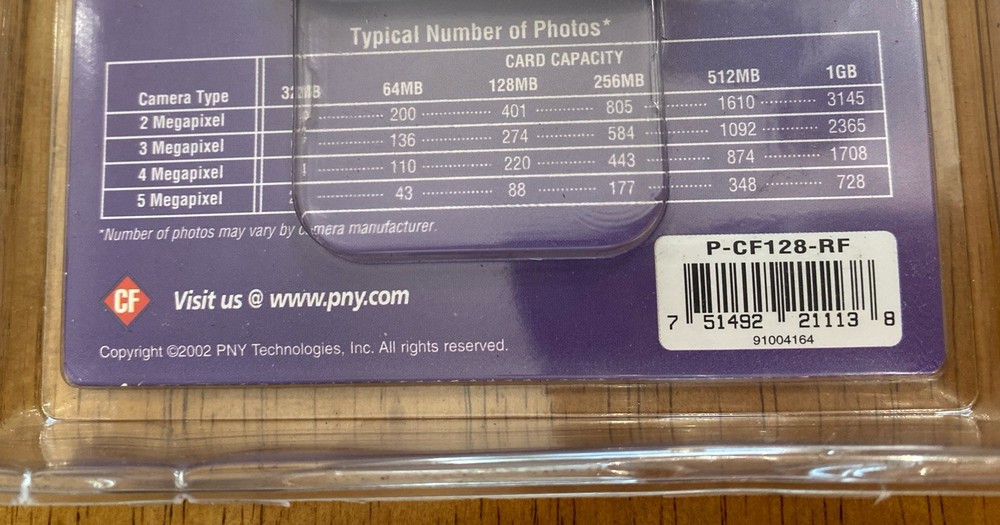 Typical Number of Photos*
CARD CAPACITY
Camera Type 32MB 64MB 128MB 256MB 512MB 1GB
2 Megapixel 200 401 805 1610 3145
3 Megapixel 136 274 584 1092 2365
4 Megapixel 110 220 443 874 1708
5 Megapixel 43 88 177 348 728
*Number of photos may vary by camera manufacturer.
CF Visit us @ www.pny.com
Copyright ©2002 PNY Technologies, Inc. All rights reserved.
P-CF128-RF
7 51492 21113 8
91004164